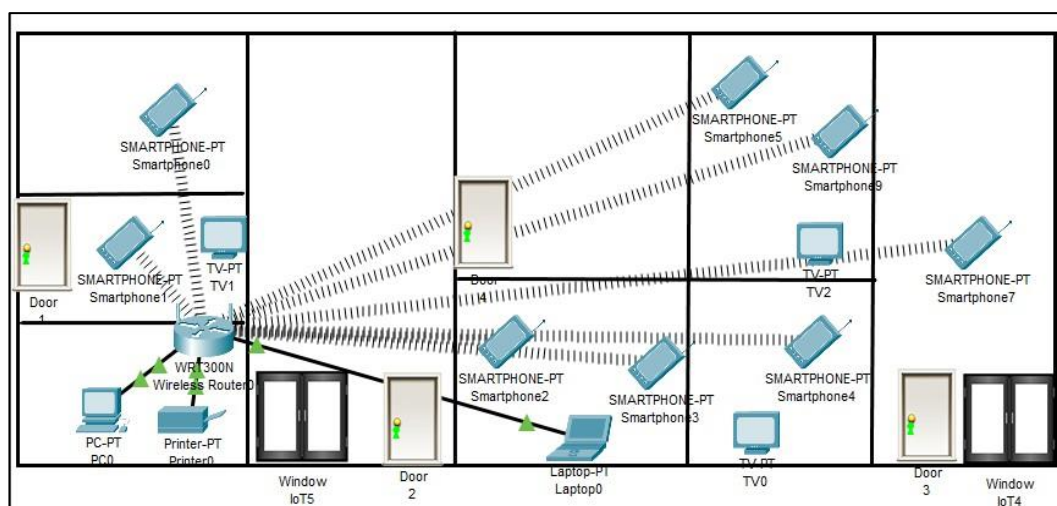 SMARTPHONE-PT
Smartphone0
SMARTPHONE-PT
Smartphone5
SMARTPHONE-PT
Smartphone9
Door
1
SMARTPHONE-PT
Smartphone1
TV-PT
TV1
Door
4
TV-PT
TV2
SMARTPHONE-PT
Smartphone7
WRT300N
Wireless Router0
SMARTPHONE-PT
Smartphone2
SMARTPHONE-PT
Smartphone3
SMARTPHONE-PT
Smartphone4
PC-PT
PC0
Printer-PT
Printer0
Window
IoT5
Door
2
Laptop-PT
Laptop0
TV-PT
TV0
Door
3
Window
IoT4